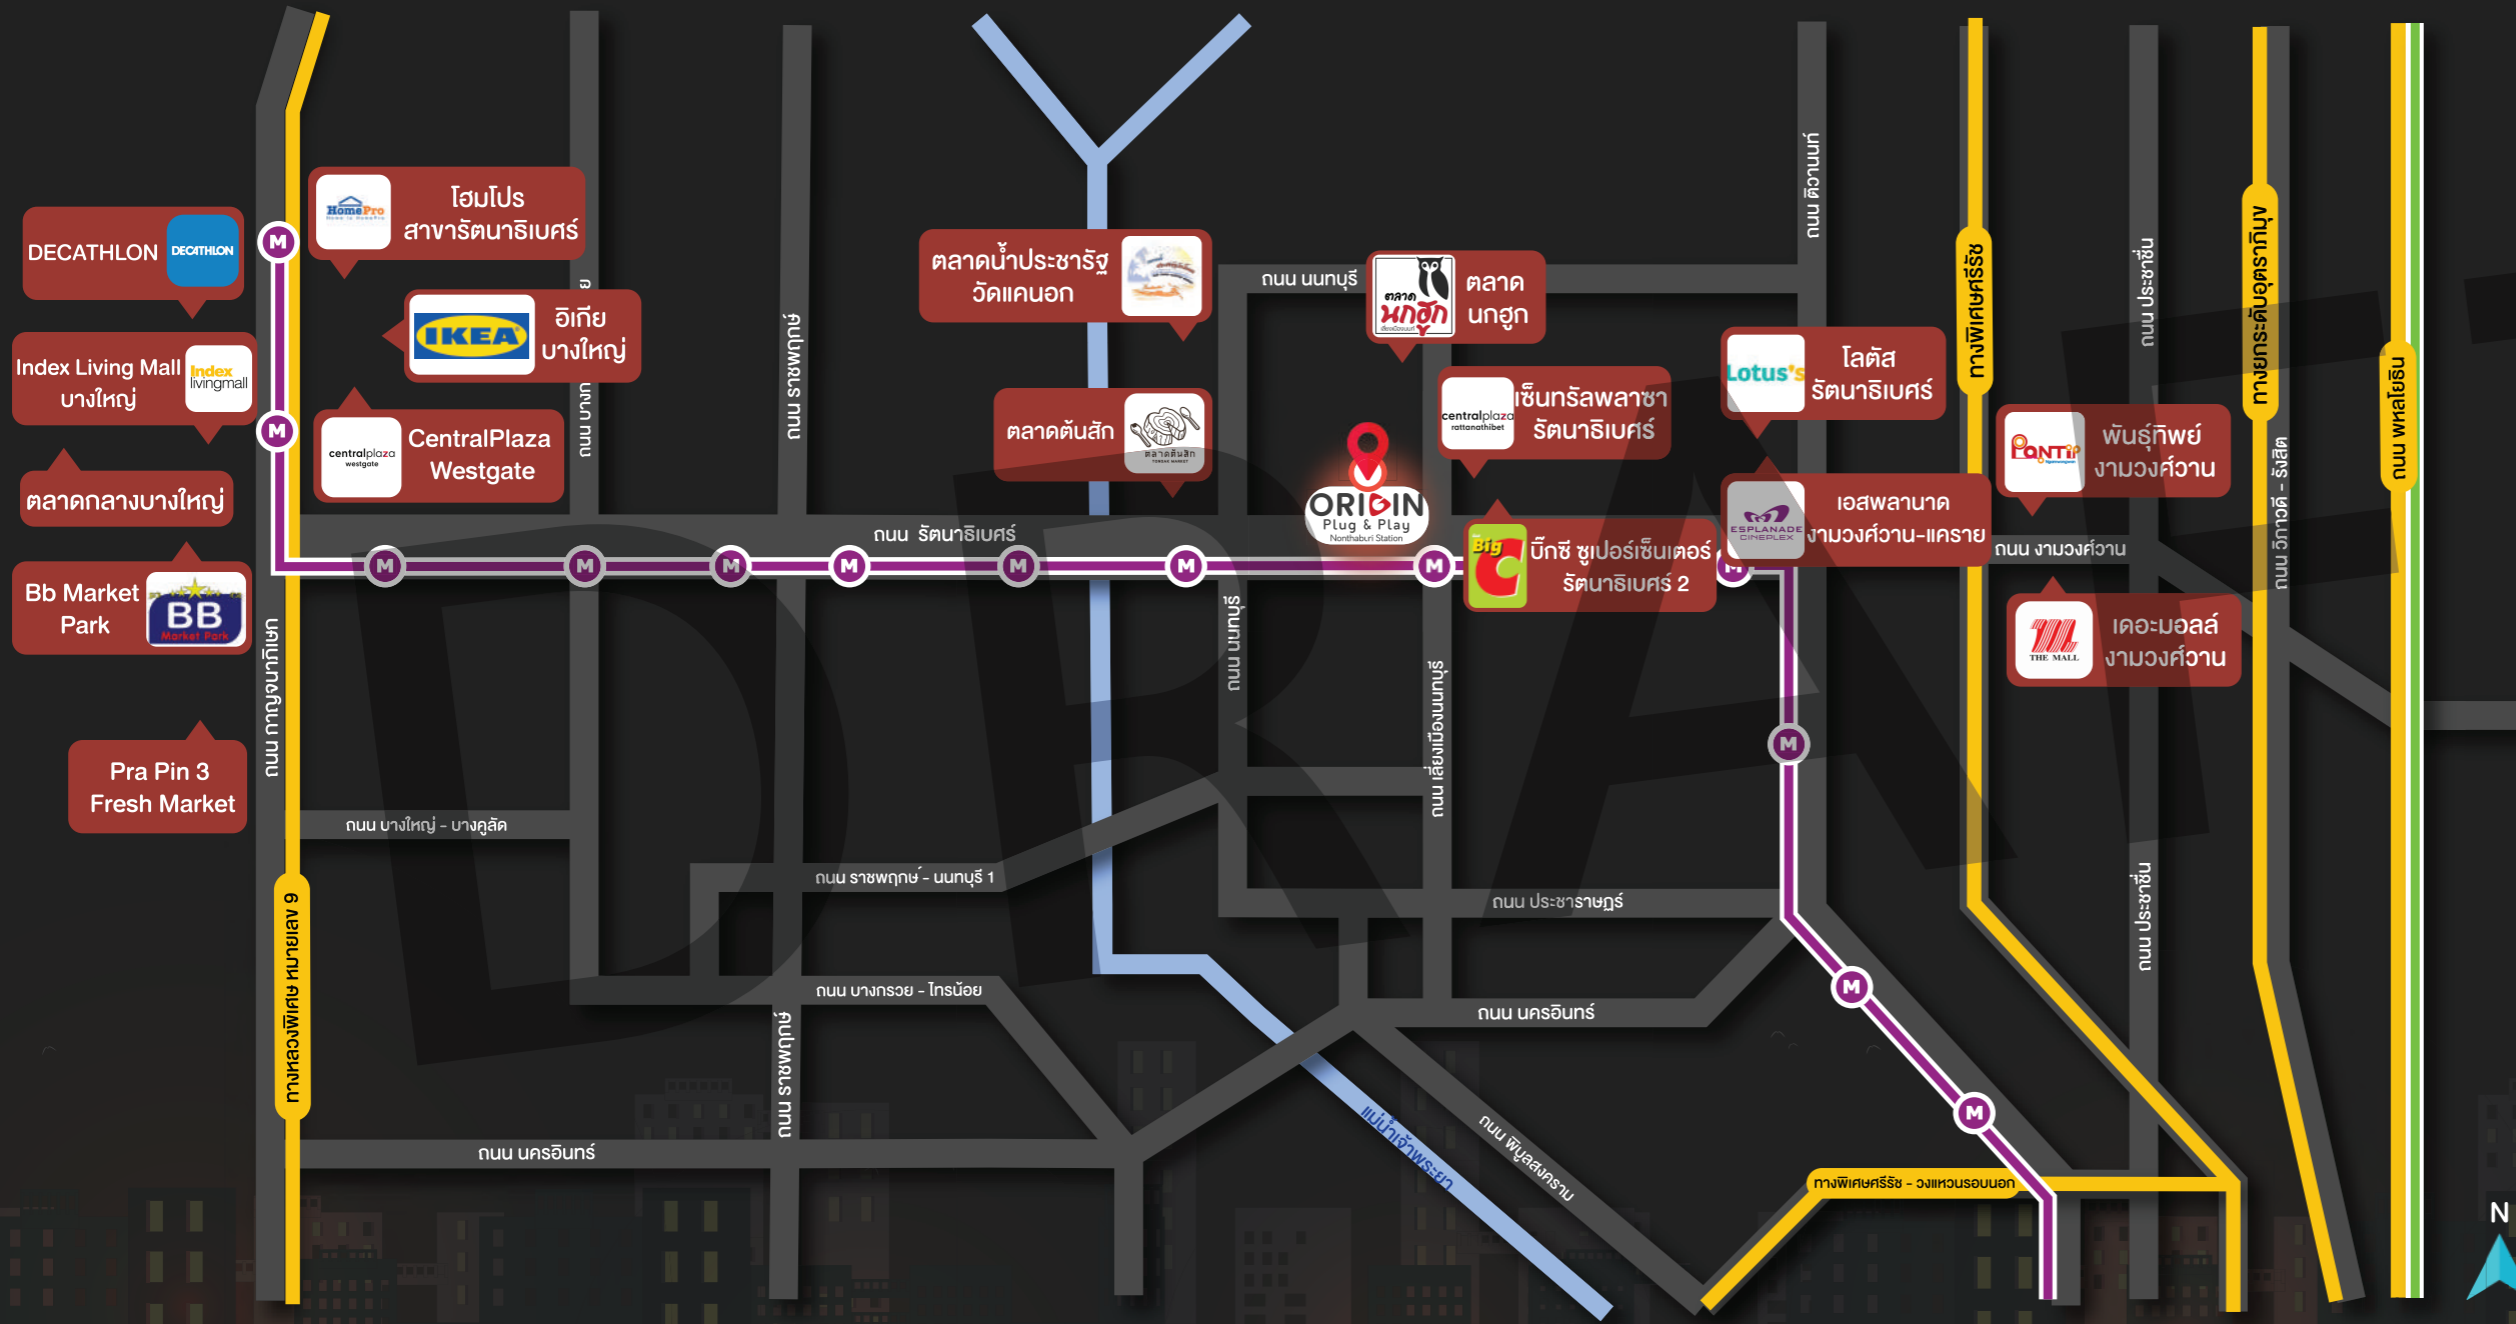 DECATHLON
DECATHLON
HomePro
โฮมโปร
สาขารัตนาธิเบศร์
IKEA
อิเกีย
บางใหญ่
Index Living Mall
บางใหญ่
Index
livingmall
centralplaza
westgate
CentralPlaza
Westgate
ตลาดกลางบางใหญ่
Bb Market
Park
BB
Market Park
Pra Pin 3
Fresh Market
ถนน กาญจนาภิเษก
ทางหลวงพิเศษ หมายเลข 9
ถนน ราชพฤกษ์
ถนน บางใหญ่ - บางคูลัด
ถนน ราชพฤกษ์ - นนทบุรี 1
ถนน บางกรวย - ไทรน้อย
ถนน ราชพฤกษ์
ถนน นครอินทร์
ตลาดน้ำประชารัฐ
วัดแคนอก
ตลาดต้นสัก
ตลาดต้นสัก
TONSAK MARKET
ถนน รัตนาธิเบศร์
ถนน นนทบุรี
ตลาด
นกฮูก
เลี่ยงเมืองนนท์
ตลาด
นกฮูก
centralplaza
rattanathibet
เซ็นทรัลพลาซา
รัตนาธิเบศร์
ORIGIN
Plug & Play
Nonthaburi Station
Big
C
บิ๊กซี ซูเปอร์เซ็นเตอร์
รัตนาธิเบศร์ 2
Lotus's
โลตัส
รัตนาธิเบศร์
ESPLANADE
CINEPLEX
เอสพลานาด
งามวงศ์วาน-แคราย
PANTIP
พันธุ์ทิพย์
งามวงศ์วาน
ถนน งามวงศ์วาน
THE MALL
เดอะมอลล์
งามวงศ์วาน
ถนน ติวานนท์
ทางพิเศษศรีรัช
ถนน ประชาชื่น
ทางยกระดับอุตราภิมุข
ถนน วิภาวดี - รังสิต
ถนน พหลโยธิน
ถนน นนทบุรี
ถนน เลี่ยงเมืองนนทบุรี
ถนน ประชาราษฎร์
ถนน นครอินทร์
ถนน ประชาชื่น
แม่น้ำเจ้าพระยา
ถนน พิบูลสงคราม
ทางพิเศษศรีรัช - วงแหวนรอบนอก
N
M
M
M
M
M
M
M
M
M
M
M
M
M
DRAFT